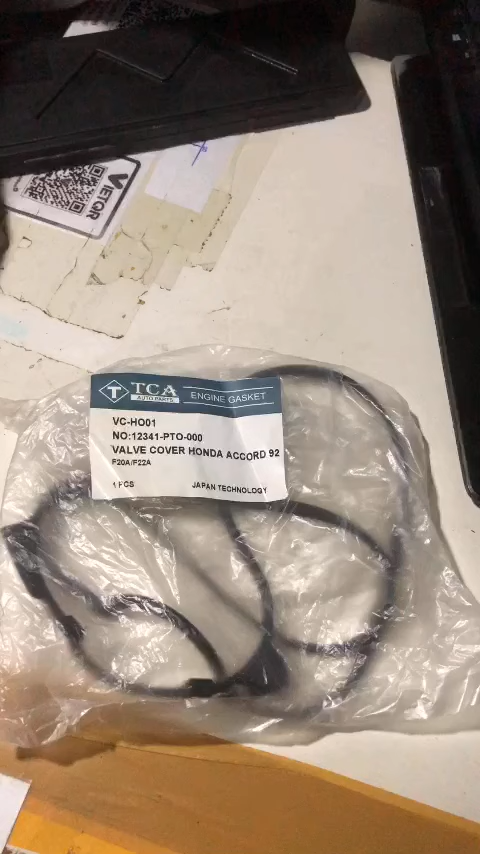 VIETQR
T TCA
AUTO PARTS
ENGINE GASKET
VC-HO01
NO:12341-PTO-000
VALVE COVER HONDA ACCORD 92
F20A/F22A
1 PCS JAPAN TECHNOLOGY